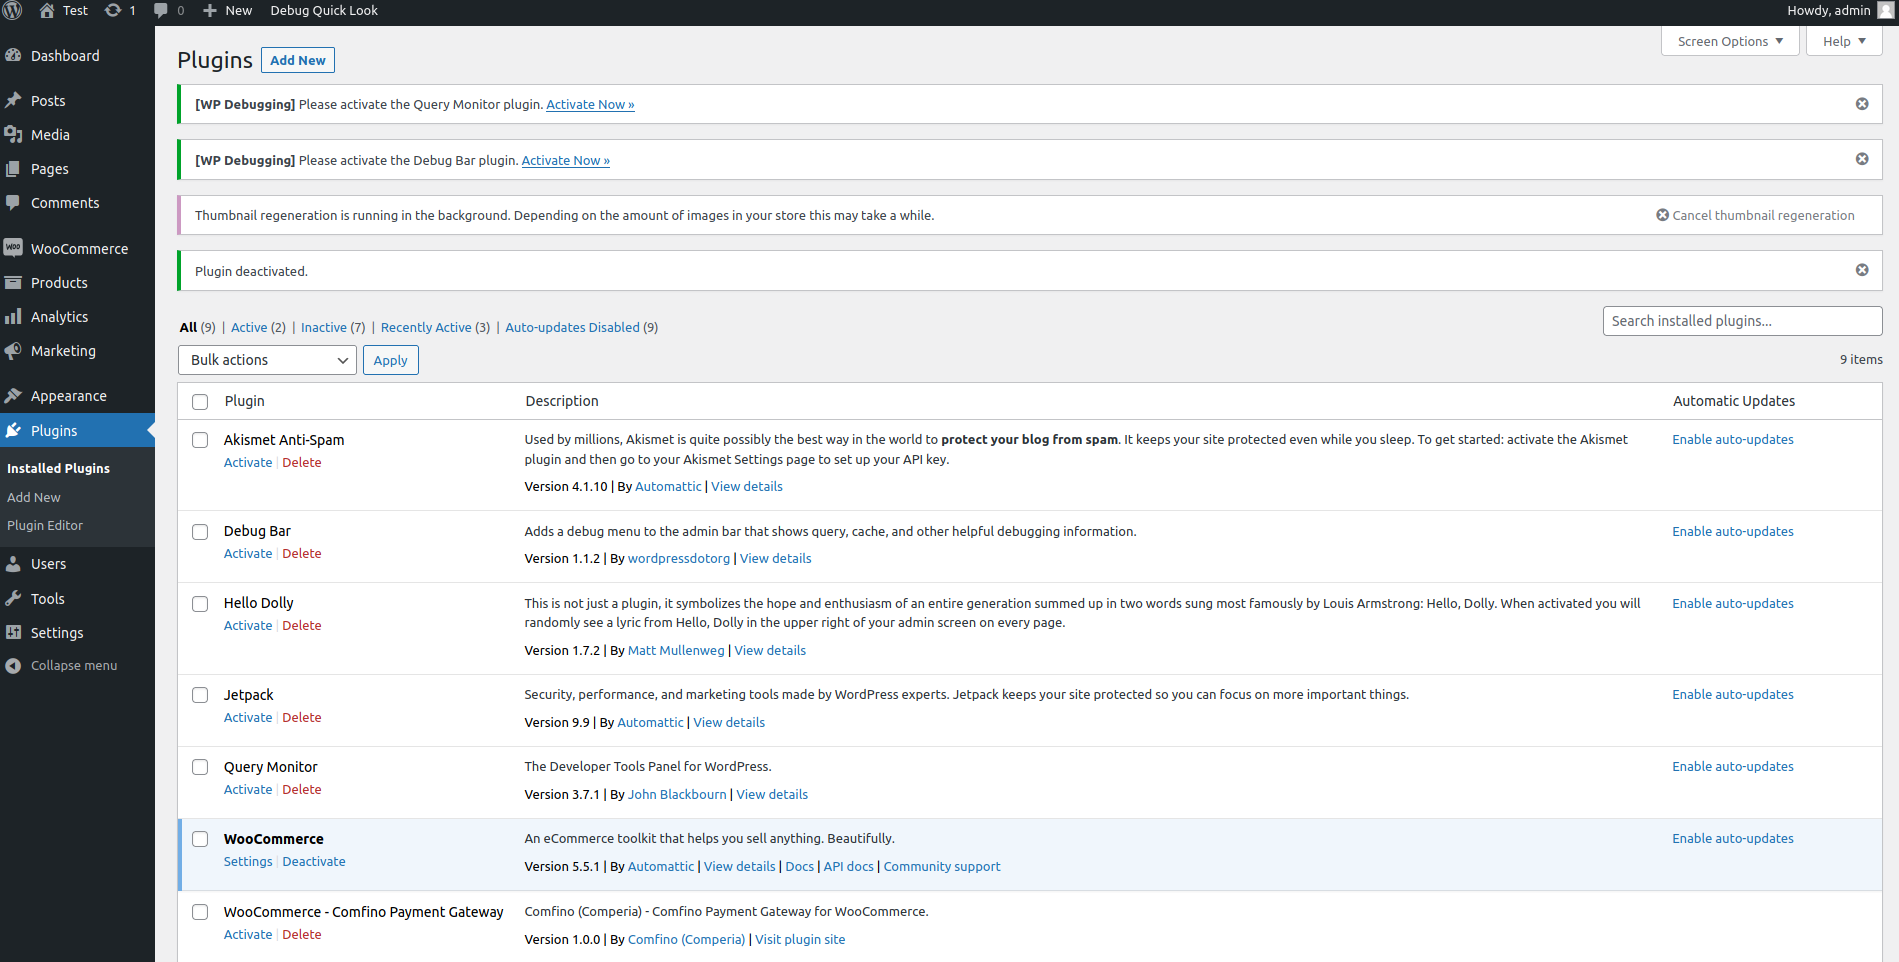 Test 1 0 New Debug Quick Look Howdy, admin
Dashboard
Posts
Media
Pages
Comments
WooCommerce
Products
Analytics
Marketing
Appearance
Plugins
Installed Plugins
Add New
Plugin Editor
Users
Tools
Settings
Collapse menu
Screen Options Help
Plugins Add New
[WP Debugging] Please activate the Query Monitor plugin. Activate Now »
[WP Debugging] Please activate the Debug Bar plugin. Activate Now »
Thumbnail regeneration is running in the background. Depending on the amount of images in your store this may take a while. Cancel thumbnail regeneration
Plugin deactivated.
All (9) | Active (2) | Inactive (7) | Recently Active (3) | Auto-updates Disabled (9)
Search installed plugins...
Bulk actions Apply 9 items
Plugin Description Automatic Updates
Akismet Anti-Spam
Activate | Delete
Used by millions, Akismet is quite possibly the best way in the world to protect your blog from spam. It keeps your site protected even while you sleep. To get started: activate the Akismet
plugin and then go to your Akismet Settings page to set up your API key.
Version 4.1.10 | By Automattic | View details
Enable auto-updates
Debug Bar
Activate | Delete
Adds a debug menu to the admin bar that shows query, cache, and other helpful debugging information.
Version 1.1.2 | By wordpressdotorg | View details
Enable auto-updates
Hello Dolly
Activate | Delete
This is not just a plugin, it symbolizes the hope and enthusiasm of an entire generation summed up in two words sung most famously by Louis Armstrong: Hello, Dolly. When activated you will
randomly see a lyric from Hello, Dolly in the upper right of your admin screen on every page.
Version 1.7.2 | By Matt Mullenweg | View details
Enable auto-updates
Jetpack
Activate | Delete
Security, performance, and marketing tools made by WordPress experts. Jetpack keeps your site protected so you can focus on more important things.
Version 9.9 | By Automattic | View details
Enable auto-updates
Query Monitor
Activate | Delete
The Developer Tools Panel for WordPress.
Version 3.7.1 | By John Blackbourn | View details
Enable auto-updates
WooCommerce
Settings | Deactivate
An eCommerce toolkit that helps you sell anything. Beautifully.
Version 5.5.1 | By Automattic | View details | Docs | API docs | Community support
Enable auto-updates
WooCommerce - Comfino Payment Gateway
Activate | Delete
Comfino (Comperia) - Comfino Payment Gateway for WooCommerce.
Version 1.0.0 | By Comfino (Comperia) | Visit plugin site